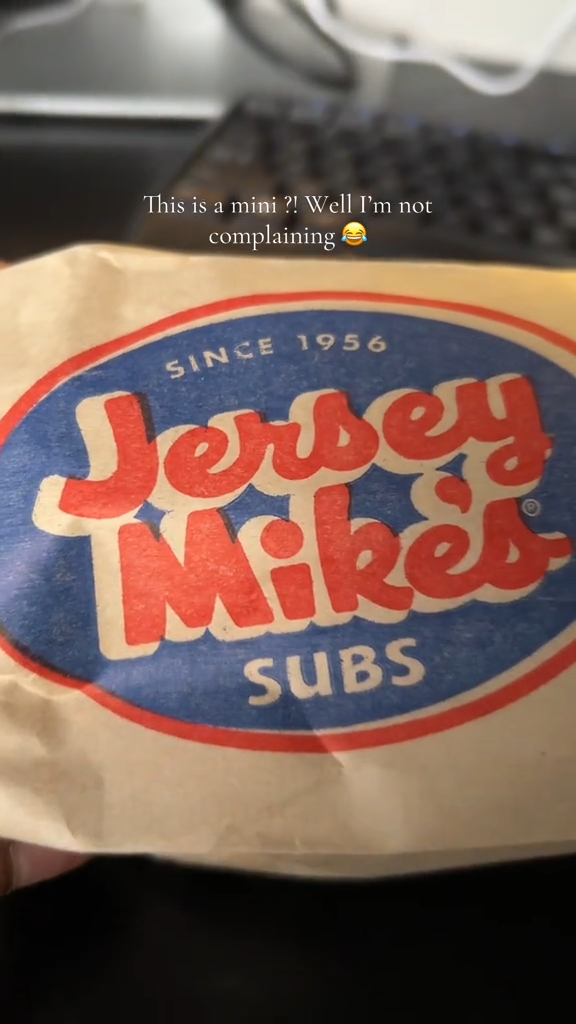 This is a mini ?! Well I'm not
complaining 😂
SINCE 1956
Jersey
Mike's
®
SUBS